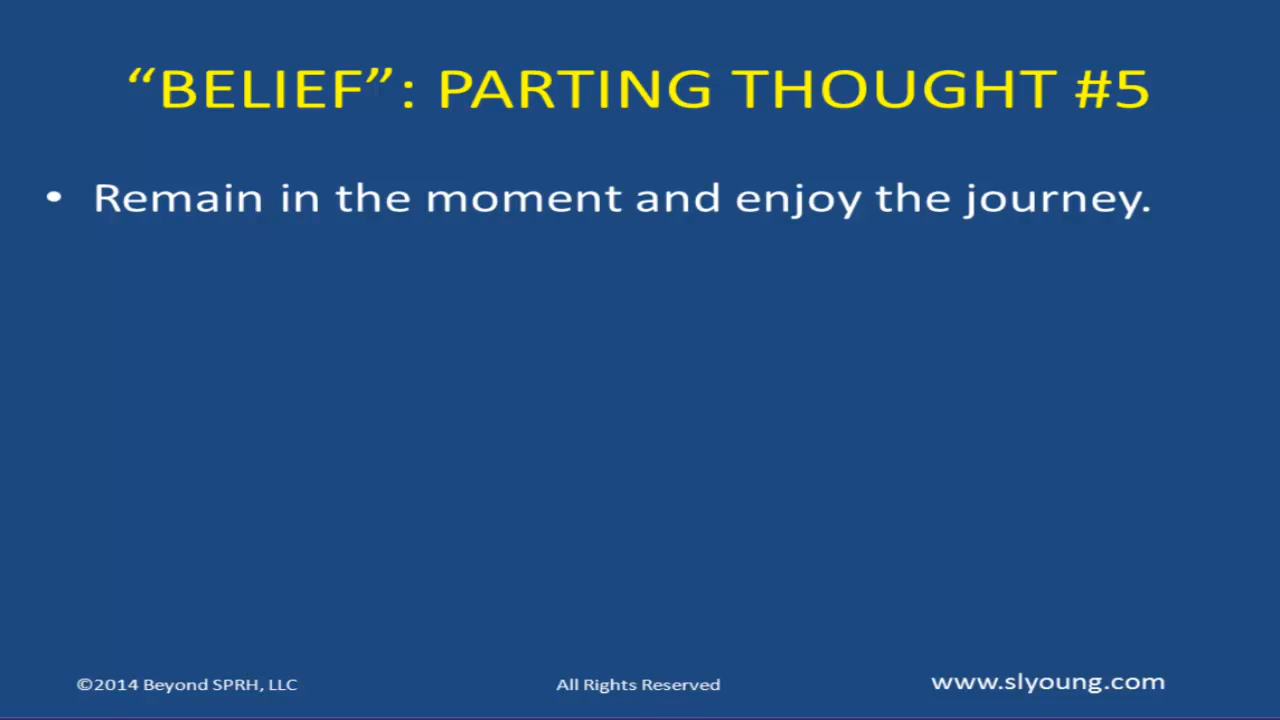 “BELIEF”: PARTING THOUGHT #5
• Remain in the moment and enjoy the journey.
©2014 Beyond SPRH, LLC
All Rights Reserved
www.slyoung.com